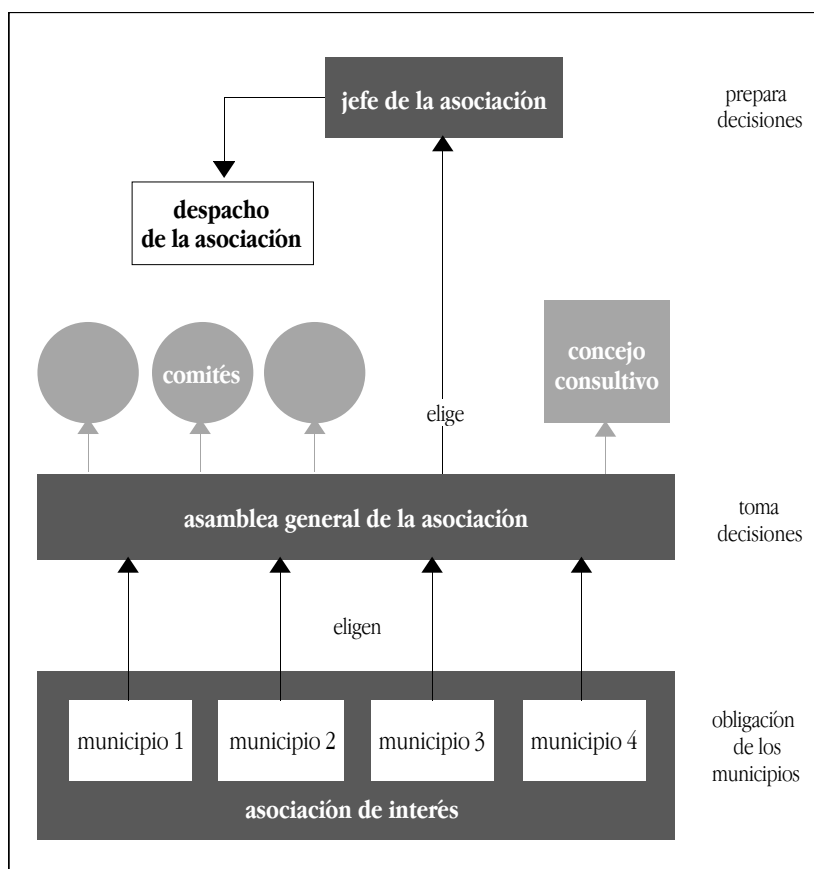 jefe de la asociación
prepara
decisiones
despacho
de la asociación
comités
concejo
consultivo
elige
asamblea general de la asociación
toma
decisiones
eligen
municipio 1
municipio 2
municipio 3
municipio 4
obligación
de los
municipios
asociación de interés